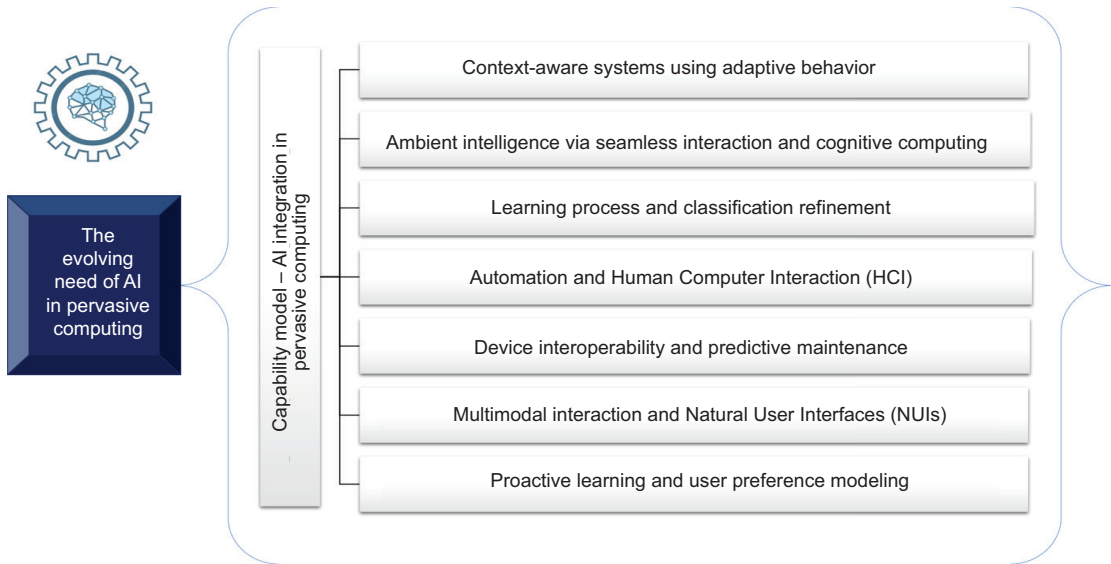 The
evolving
need of AI
in pervasive
computing
Capability model – AI integration in
pervasive computing
Context-aware systems using adaptive behavior
Ambient intelligence via seamless interaction and cognitive computing
Learning process and classification refinement
Automation and Human Computer Interaction (HCI)
Device interoperability and predictive maintenance
Multimodal interaction and Natural User Interfaces (NUIs)
Proactive learning and user preference modeling